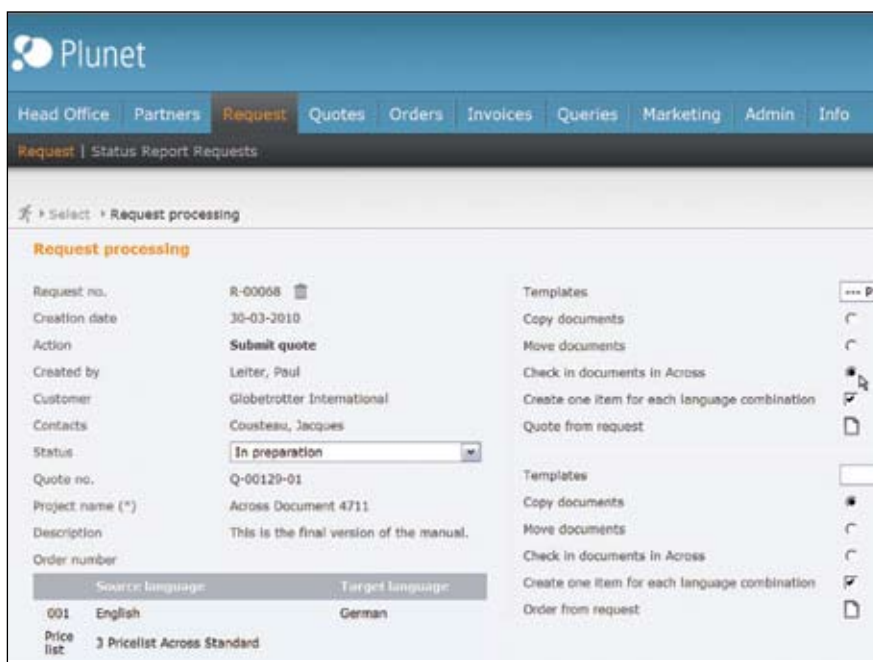 Plunet
Head Office Partners Request Quotes Orders Invoices Queries Marketing Admin Info
Request | Status Report Requests
Select Request processing
Request processing
Request no. R-00068
Creation date 30-03-2010
Action Submit quote
Created by Leiter, Paul
Customer Globetrotter International
Contacts Cousteau, Jacques
Status In preparation
Quote no. Q-00129-01
Project name (*) Across Document 4711
Description This is the final version of the manual.
Order number
Source language Target language
001 English German
Price list 3 Pricelist Across Standard
Templates --- P
Copy documents
Move documents
Check in documents in Across
Create one item for each language combination
Quote from request
Templates
Copy documents
Move documents
Check in documents in Across
Create one item for each language combination
Order from request